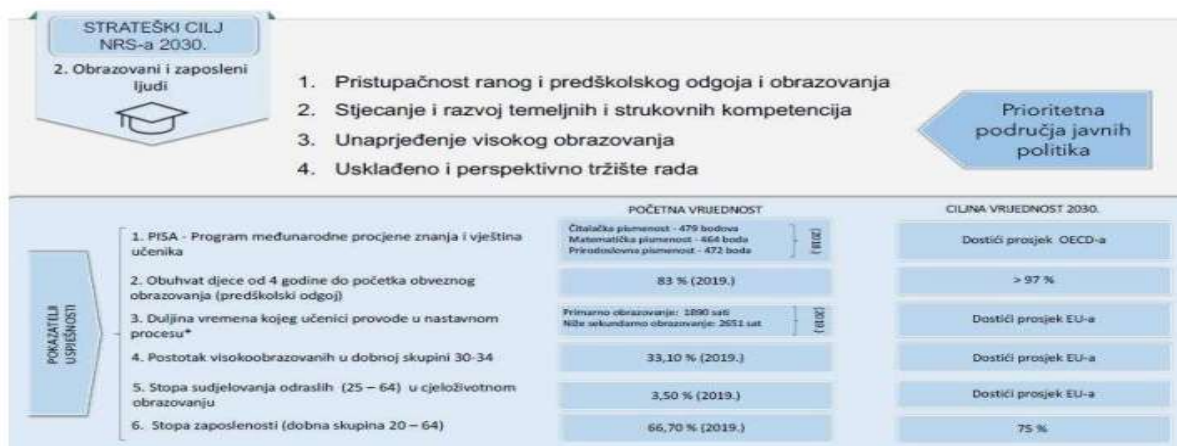 STRATEŠKI CILJ
NRS-a 2030.
2. Obrazovani i zaposleni
ljudi
1. Pristupačnost ranog i predškolskog odgoja i obrazovanja
2. Stjecanje i razvoj temeljnih i strukovnih kompetencija
3. Unaprjeđenje visokog obrazovanja
4. Usklađeno i perspektivno tržište rada
Prioritetna
područja javnih
politika
POČETNA VRIJEDNOST
CILJNA VRIJEDNOST 2030.
POKAZATELJI
USPJEŠNOSTI
1. PISA - Program međunarodne procjene znanja i vještina
učenika
Čitalačka pismenost - 479 bodova
Matematička pismenost - 464 boda
Prirodoslovna pismenost - 472 boda
(2018.)
Dostići prosjek OECD-a
2. Obuhvat djece od 4 godine do početka obveznog
obrazovanja (predškolski odgoj)
83 % (2019.)
> 97 %
3. Duljina vremena kojeg učenici provode u nastavnom
procesu*
Primarno obrazovanje: 1890 sati
Niže sekundarno obrazovanje: 2651 sat
(2019.)
Dostići prosjek EU-a
4. Postotak visokoobrazovanih u dobnoj skupini 30-34
33,10 % (2019.)
Dostići prosjek EU-a
5. Stopa sudjelovanja odraslih (25 – 64) u cjeloživotnom
obrazovanju
3,50 % (2019.)
Dostići prosjek EU-a
6. Stopa zaposlenosti (dobna skupina 20 – 64)
66,70 % (2019.)
75 %